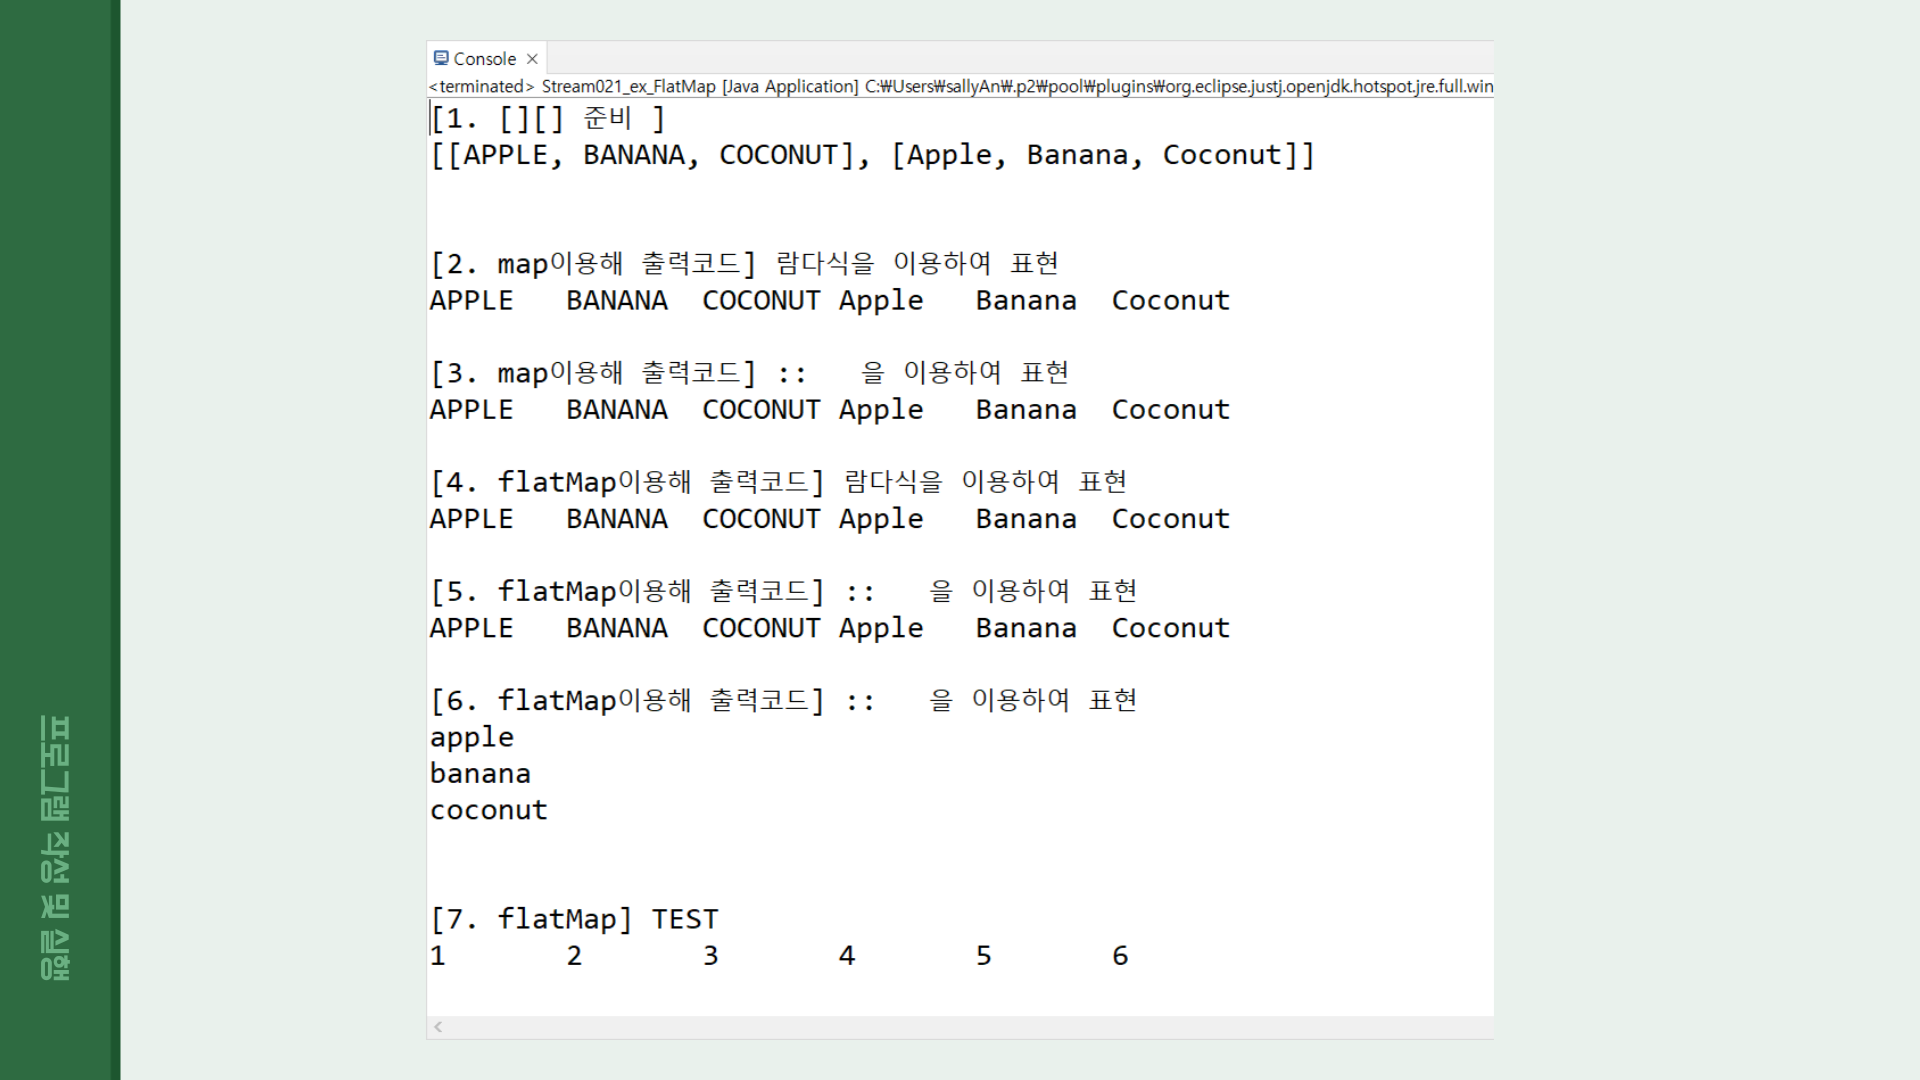 Console
<terminated> Stream021_ex_FlatMap [Java Application] C:₩Users₩sallyAn₩.p2₩pool₩plugins₩org.eclipse.justj.openjdk.hotspot.jre.full.win
[1. [][] 준비 ]
[[APPLE, BANANA, COCONUT], [Apple, Banana, Coconut]]
[2. map이용해 출력코드] 람다식을 이용하여 표현
APPLE BANANA COCONUT Apple Banana Coconut
[3. map이용해 출력코드] :: 을 이용하여 표현
APPLE BANANA COCONUT Apple Banana Coconut
[4. flatMap이용해 출력코드] 람다식을 이용하여 표현
APPLE BANANA COCONUT Apple Banana Coconut
[5. flatMap이용해 출력코드] :: 을 이용하여 표현
APPLE BANANA COCONUT Apple Banana Coconut
[6. flatMap이용해 출력코드] :: 을 이용하여 표현
apple
banana
coconut
[7. flatMap] TEST
1 2 3 4 5 6
프로그램 작성 및 실행